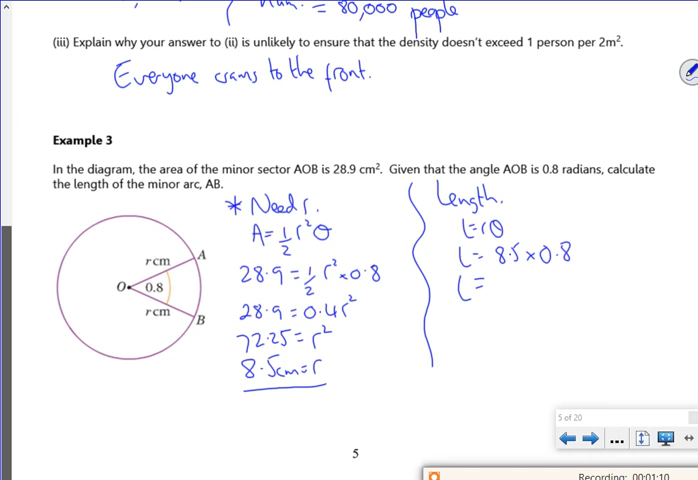 = 80,000 people
(iii) Explain why your answer to (ii) is unlikely to ensure that the density doesn't exceed 1 person per 2m².
Everyone crams to the front.
Example 3
In the diagram, the area of the minor sector AOB is 28.9 cm². Given that the angle AOB is 0.8 radians, calculate
the length of the minor arc, AB.
* Need r.
A = 1/2 r²θ
28.9 = 1/2 r² × 0.8
28.9 = 0.4r²
72.25 = r²
8.5cm = r
Length.
l = rθ
l = 8.5 × 0.8
l =
r cm
A
O
0.8
r cm
B
5 of 20
...
5
Recording: 00:01:10